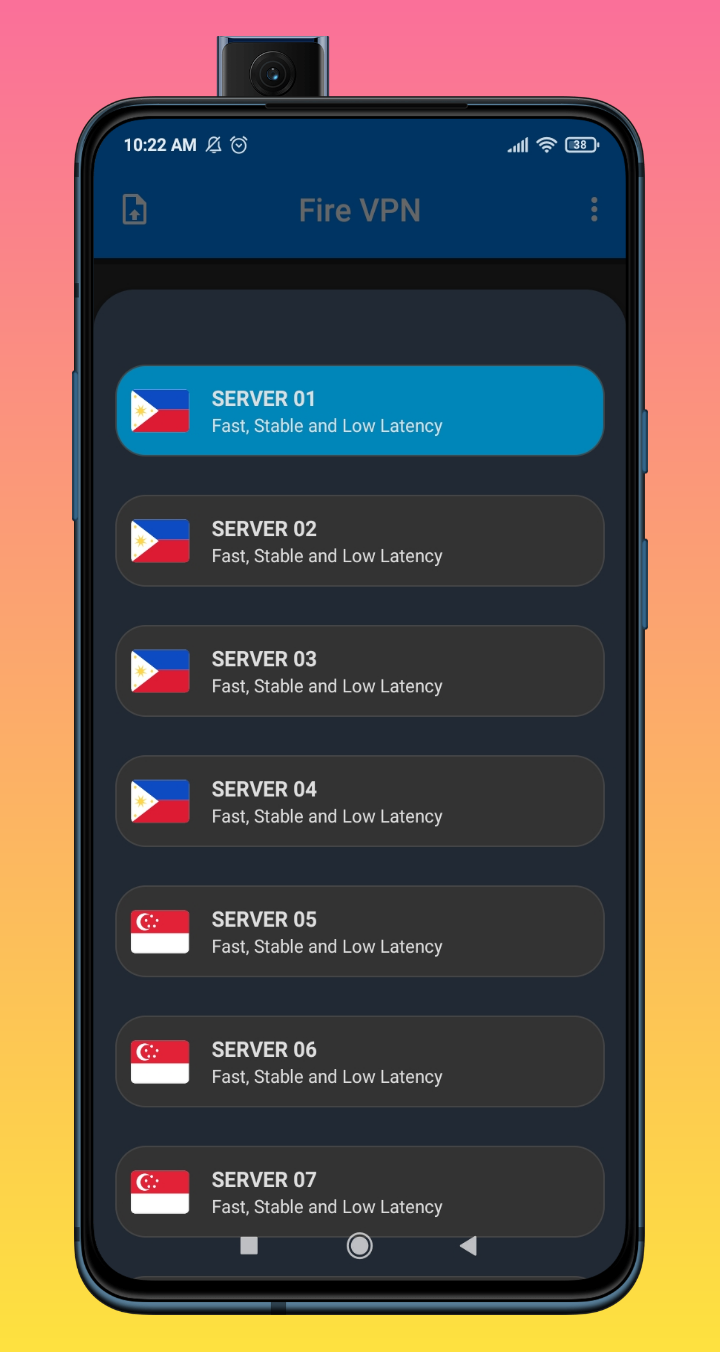 10:22 AM 38
Fire VPN
SERVER 01
Fast, Stable and Low Latency
SERVER 02
Fast, Stable and Low Latency
SERVER 03
Fast, Stable and Low Latency
SERVER 04
Fast, Stable and Low Latency
SERVER 05
Fast, Stable and Low Latency
SERVER 06
Fast, Stable and Low Latency
SERVER 07
Fast, Stable and Low Latency